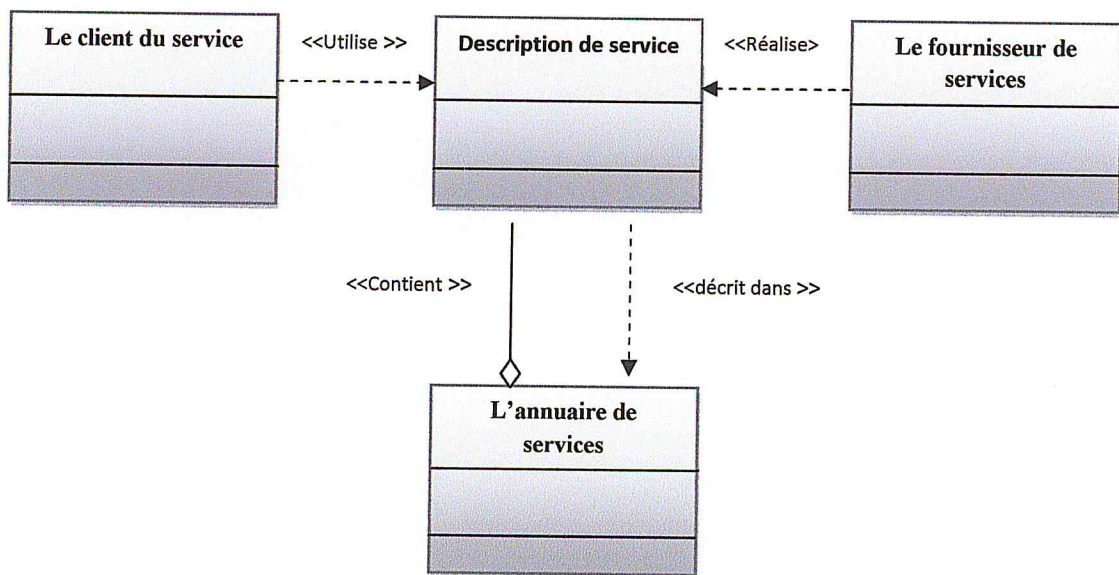 Le client du service
<<Utilise >>
Description de service
<<Réalise>
Le fournisseur de
services
<<Contient >>
<<décrit dans >>
L'annuaire de
services